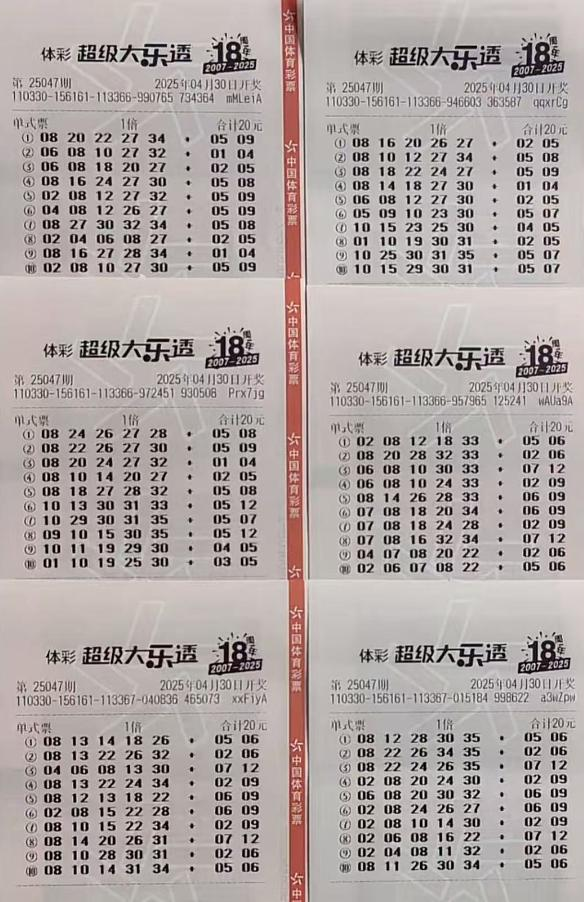 体彩 超级大乐透 18周年 2007-2025
第 25047期 2025年04月30日开奖
110330-156161-113366-990765 734364 mMLeiA
单式票 1倍 合计20元
① 08 20 22 27 34 + 05 09
② 06 08 10 27 32 + 01 04
③ 06 08 18 20 27 + 02 05
④ 08 16 24 27 30 + 05 08
⑤ 02 08 12 27 32 + 05 09
⑥ 04 08 12 26 27 + 05 09
⑦ 08 27 30 32 34 + 05 08
⑧ 02 04 06 08 27 + 02 05
⑨ 08 16 27 28 34 + 01 04
⑩ 02 08 10 27 30 + 05 09
体彩 超级大乐透 18周年 2007-2025
第 25047期 2025年04月30日开奖
110330-156161-113366-946603 363587 qqxrCg
单式票 1倍 合计20元
① 08 16 20 26 27 + 02 05
② 08 10 12 27 34 + 05 08
③ 08 18 22 24 27 + 05 09
④ 08 14 18 27 30 + 01 04
⑤ 06 08 12 27 30 + 02 05
⑥ 05 09 10 23 30 + 05 07
⑦ 10 15 23 25 30 + 04 05
⑧ 01 10 19 30 31 + 02 05
⑨ 10 25 30 31 35 + 05 07
⑩ 10 15 29 30 31 + 05 07
中国体育彩票
中国体育彩票
体彩 超级大乐透 18周年 2007-2025
第 25047期 2025年04月30日开奖
110330-156161-113366-972451 930508 Prx7jg
单式票 1倍 合计20元
① 08 24 26 27 28 + 05 08
② 08 22 26 27 30 + 05 09
③ 08 20 24 27 32 + 01 04
④ 08 10 14 20 27 + 02 05
⑤ 08 18 27 28 32 + 05 08
⑥ 10 13 30 31 33 + 05 12
⑦ 10 29 30 31 35 + 05 07
⑧ 09 10 15 30 35 + 05 12
⑨ 10 11 19 29 30 + 04 05
⑩ 01 10 19 25 30 + 03 05
体彩 超级大乐透 18周年 2007-2025
第 25047期 2025年04月30日开奖
110330-156161-113366-957965 125241 wAUa9A
单式票 1倍 合计20元
① 02 08 12 18 33 + 05 06
② 08 20 28 32 33 + 02 06
③ 06 08 10 30 33 + 07 12
④ 06 08 10 24 33 + 02 09
⑤ 08 14 26 28 33 + 06 09
⑥ 07 08 18 20 34 + 06 09
⑦ 07 08 18 24 28 + 02 09
⑧ 07 08 16 32 34 + 07 12
⑨ 04 07 08 20 22 + 02 06
⑩ 02 06 07 08 22 + 05 06
中国体育彩票
中国体育彩票
体彩 超级大乐透 18周年 2007-2025
第 25047期 2025年04月30日开奖
110330-156161-113367-040836 465073 xxFiyA
单式票 1倍 合计20元
① 08 13 14 18 26 + 05 06
② 08 13 22 26 32 + 02 06
③ 04 06 08 13 30 + 07 12
④ 08 13 22 24 34 + 02 09
⑤ 08 12 13 18 22 + 06 09
⑥ 02 08 15 22 28 + 06 09
⑦ 08 10 15 22 34 + 02 09
⑧ 08 14 20 26 31 + 07 12
⑨ 08 10 28 30 31 + 02 06
⑩ 08 10 14 31 34 + 05 06
体彩 超级大乐透 18周年 2007-2025
第 25047期 2025年04月30日开奖
110330-156161-113367-015184 998622 a3w2pw
单式票 1倍 合计20元
① 08 12 28 30 35 + 05 06
② 08 22 26 34 35 + 02 06
③ 08 22 24 26 35 + 07 12
④ 02 08 20 24 30 + 02 09
⑤ 06 08 20 30 32 + 06 09
⑥ 02 08 24 26 27 + 06 09
⑦ 02 08 10 14 30 + 02 09
⑧ 02 06 08 16 22 + 07 12
⑨ 02 04 08 11 32 + 02 06
⑩ 08 11 26 30 34 + 05 06
中国体育彩票
中国体育彩票